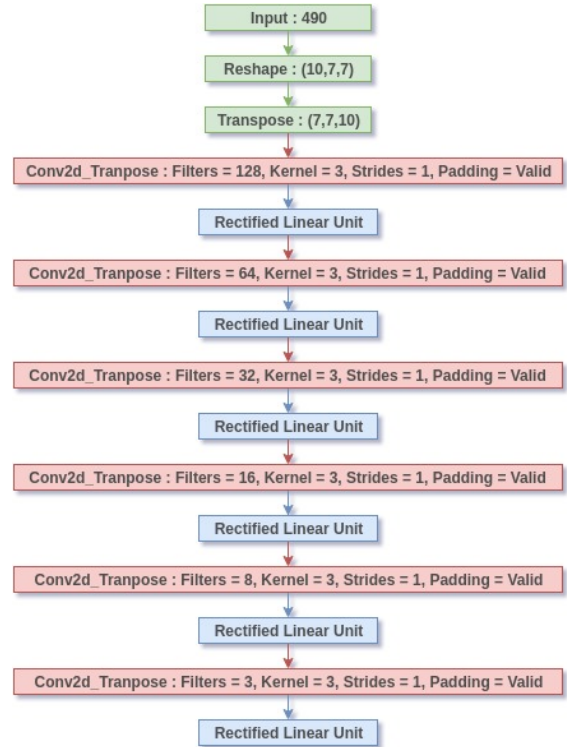 Input : 490
Reshape : (10,7,7)
Transpose : (7,7,10)
Conv2d_Tranpose : Filters = 128, Kernel = 3, Strides = 1, Padding = Valid
Rectified Linear Unit
Conv2d_Tranpose : Filters = 64, Kernel = 3, Strides = 1, Padding = Valid
Rectified Linear Unit
Conv2d_Tranpose : Filters = 32, Kernel = 3, Strides = 1, Padding = Valid
Rectified Linear Unit
Conv2d_Tranpose : Filters = 16, Kernel = 3, Strides = 1, Padding = Valid
Rectified Linear Unit
Conv2d_Tranpose : Filters = 8, Kernel = 3, Strides = 1, Padding = Valid
Rectified Linear Unit
Conv2d_Tranpose : Filters = 3, Kernel = 3, Strides = 1, Padding = Valid
Rectified Linear Unit